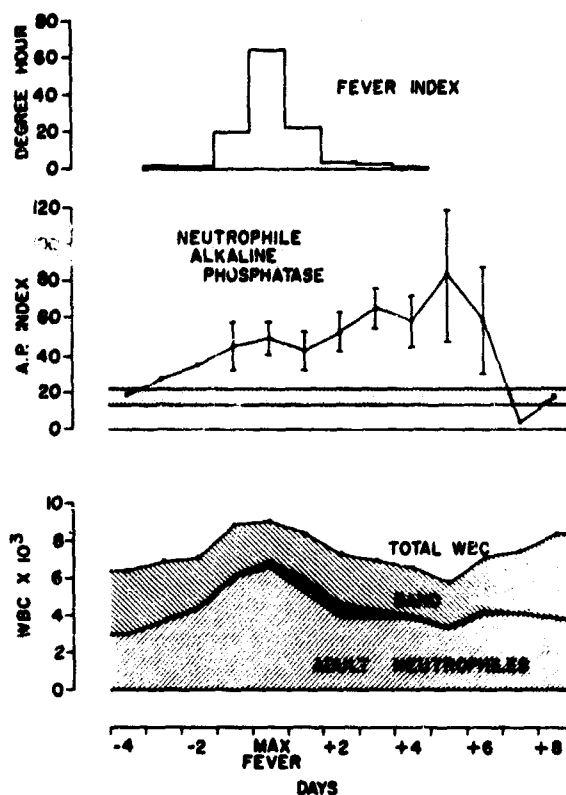 DEGREE HOUR
80
60
40
20
0
FEVER INDEX
A.P. INDEX
120
80
60
40
20
0
NEUTROPHILE
ALKALINE
PHOSPHATASE
WBC X 10³
10
8
6
4
2
0
TOTAL WBC
BAND
ADULT NEUTROPHILES
-4
-2
MAX
FEVER
+2
+4
+6
+8
DAYS